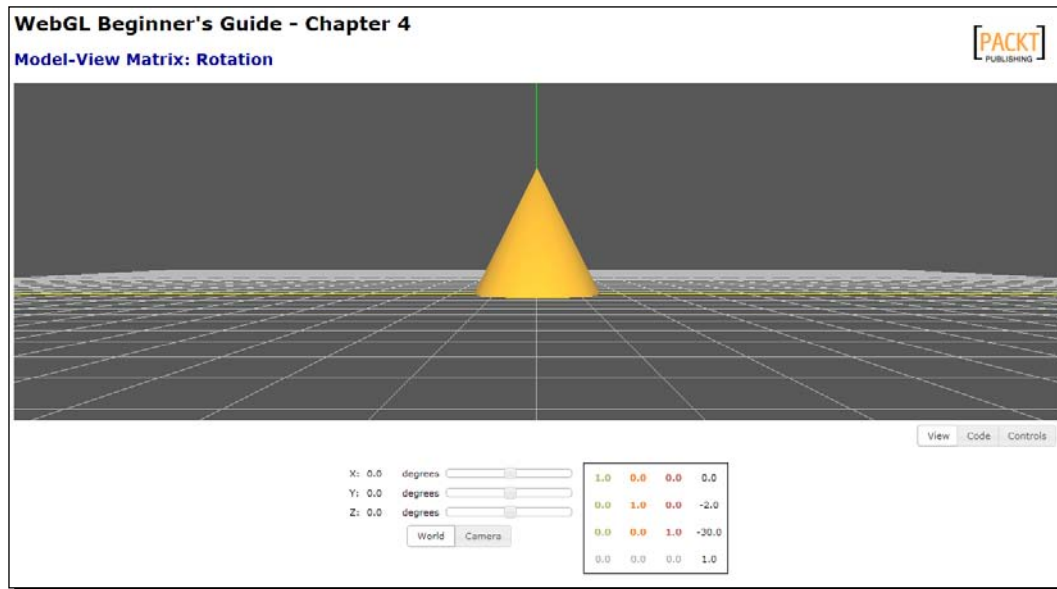 WebGL Beginner's Guide - Chapter 4
PACKT
PUBLISHING
Model-View Matrix: Rotation
View Code Controls
X: 0.0 degrees
Y: 0.0 degrees
Z: 0.0 degrees
World Camera
1.0 0.0 0.0 0.0
0.0 1.0 0.0 -2.0
0.0 0.0 1.0 -30.0
0.0 0.0 0.0 1.0